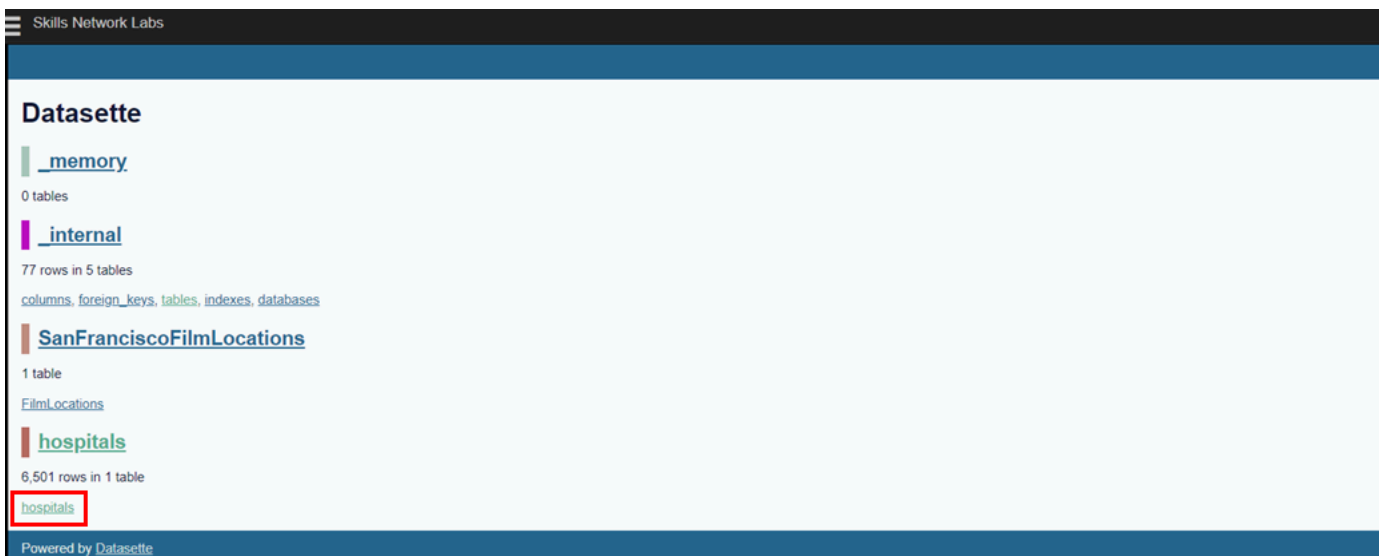 Skills Network Labs
Datasette
_memory
0 tables
_internal
77 rows in 5 tables
columns, foreign_keys, tables, indexes, databases
SanFranciscoFilmLocations
1 table
FilmLocations
hospitals
6,501 rows in 1 table
hospitals
Powered by Datasette